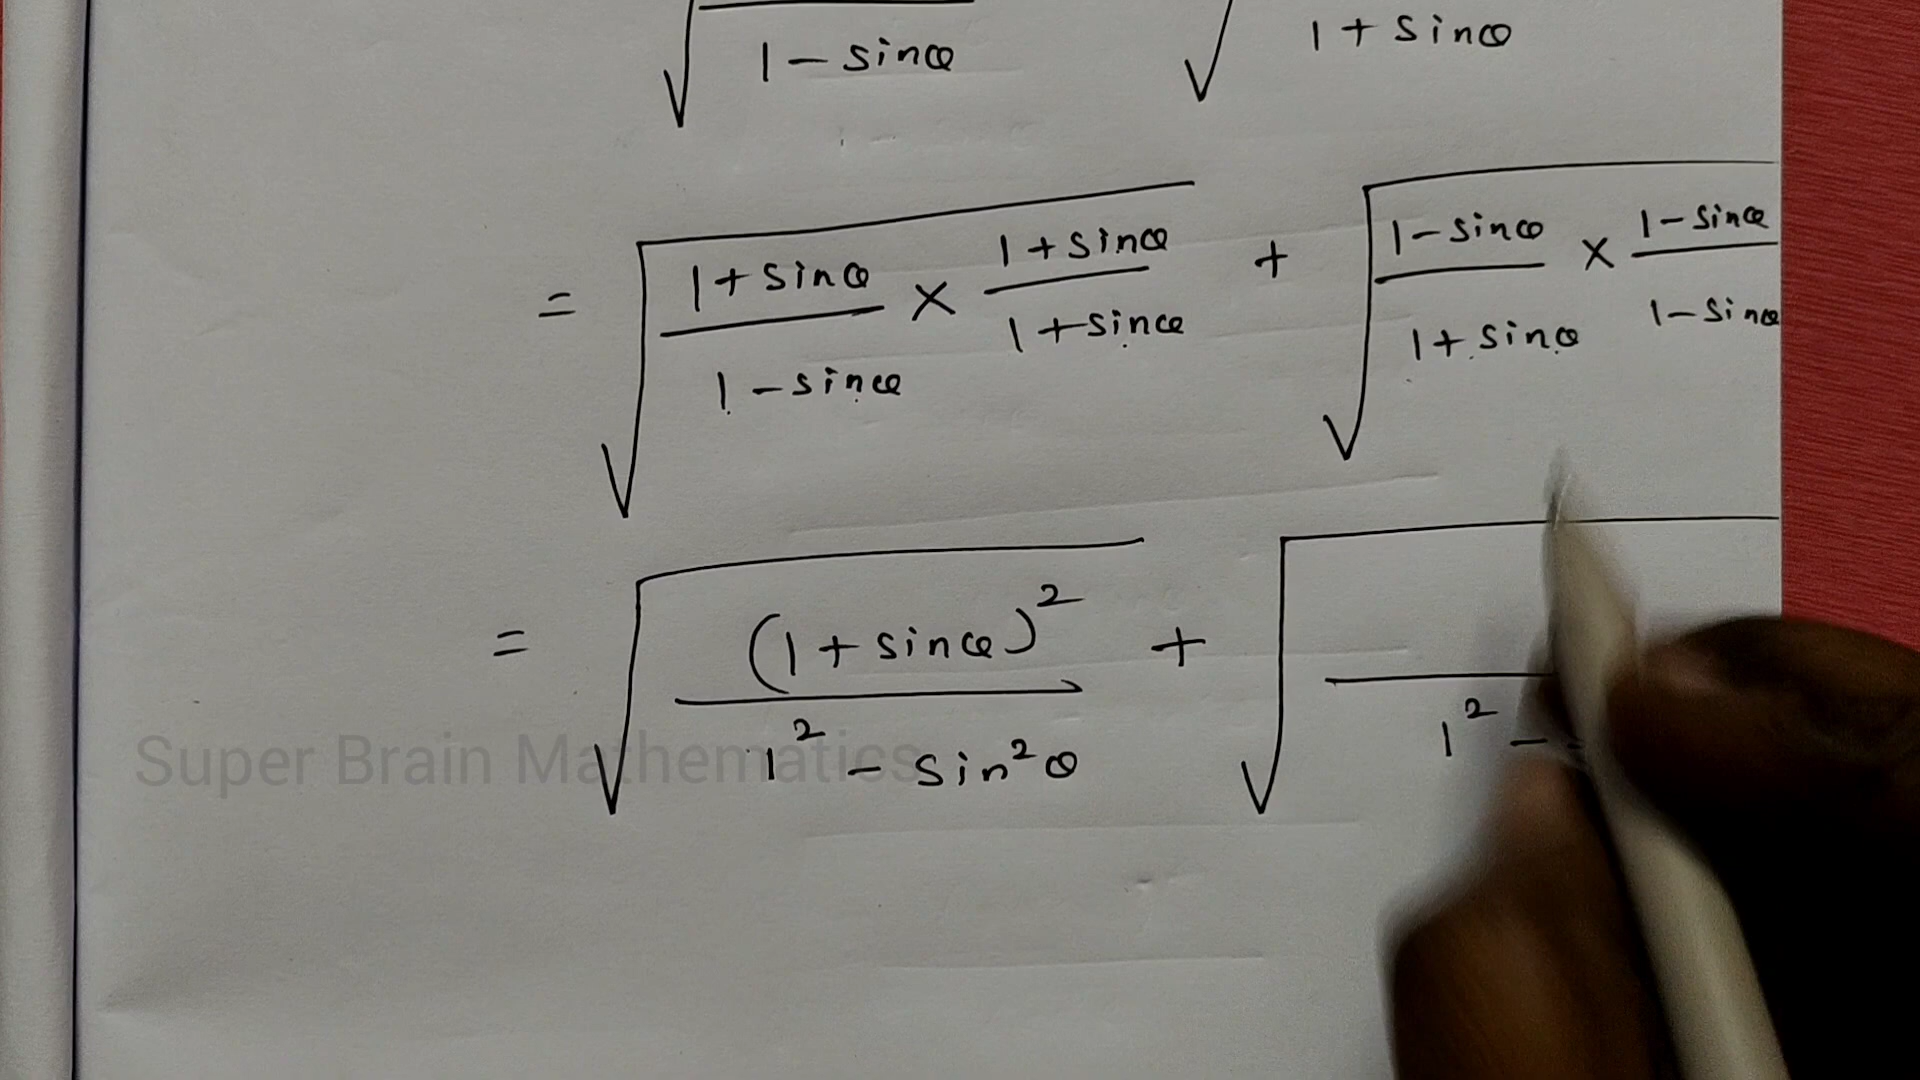 √ 1 - sinθ √ 1 + sinθ
= √ 1 + sinθ / 1 - sinθ × 1 + sinθ / 1 + sinθ + √ 1 - sinθ / 1 + sinθ × 1 - sinθ / 1 - sinθ
= √ (1 + sinθ)² / 1² - sin²θ + √ / 1² -
Super Brain Mathematics